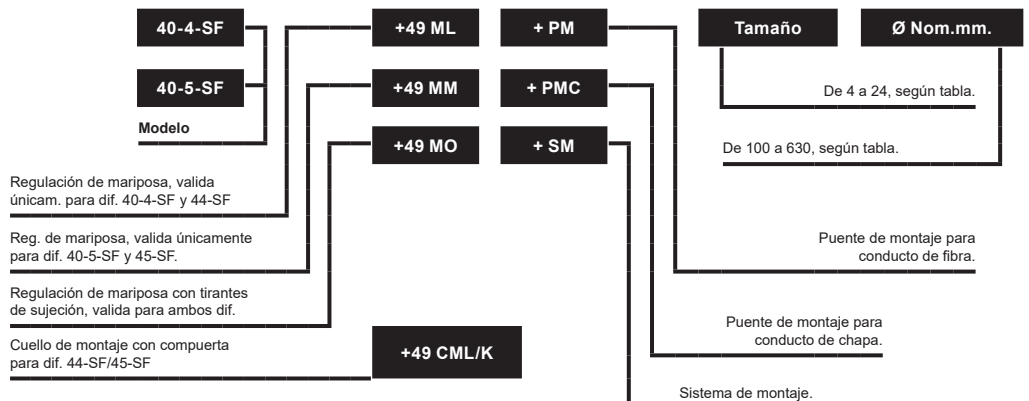 40-4-SF
+49 ML
+ PM
Tamaño
Ø Nom.mm.
40-5-SF
+49 MM
+ PMC
De 4 a 24, según tabla.
Modelo
+49 MO
+ SM
De 100 a 630, según tabla.
Regulación de mariposa, valida
únicam. para dif. 40-4-SF y 44-SF
Reg. de mariposa, valida únicamente
para dif. 40-5-SF y 45-SF.
Puente de montaje para
conducto de fibra.
Regulación de mariposa con tirantes
de sujeción, valida para ambos dif.
Puente de montaje para
conducto de chapa.
Cuello de montaje con compuerta
para dif. 44-SF/45-SF
+49 CML/K
Sistema de montaje.